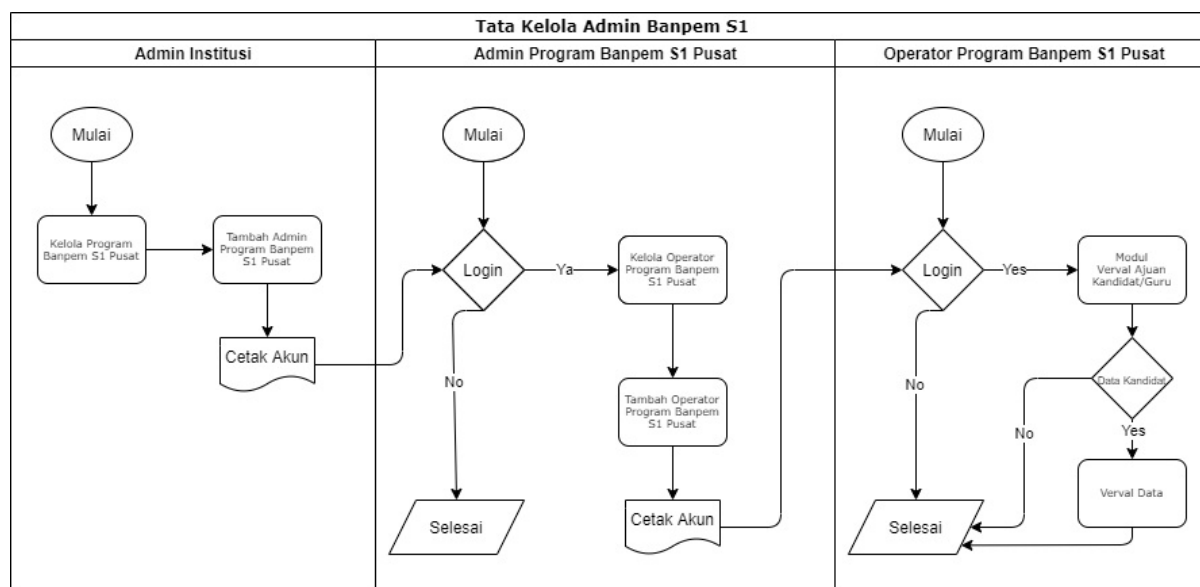 Tata Kelola Admin Banpem S1
Admin Institusi
Admin Program Banpem S1 Pusat
Operator Program Banpem S1 Pusat
Mulai
Kelola Program
Banpem S1 Pusat
Tambah Admin
Program Banpem
S1 Pusat
Cetak Akun
Mulai
Login
Ya
Kelola Operator
Program Banpem
S1 Pusat
No
Tambah Operator
Program Banpem
S1 Pusat
Selesai
Cetak Akun
Mulai
Login
Yes
Modul
Verval Ajuan
Kandidat/Guru
No
Data Kandidat
No
Yes
Verval Data
Selesai